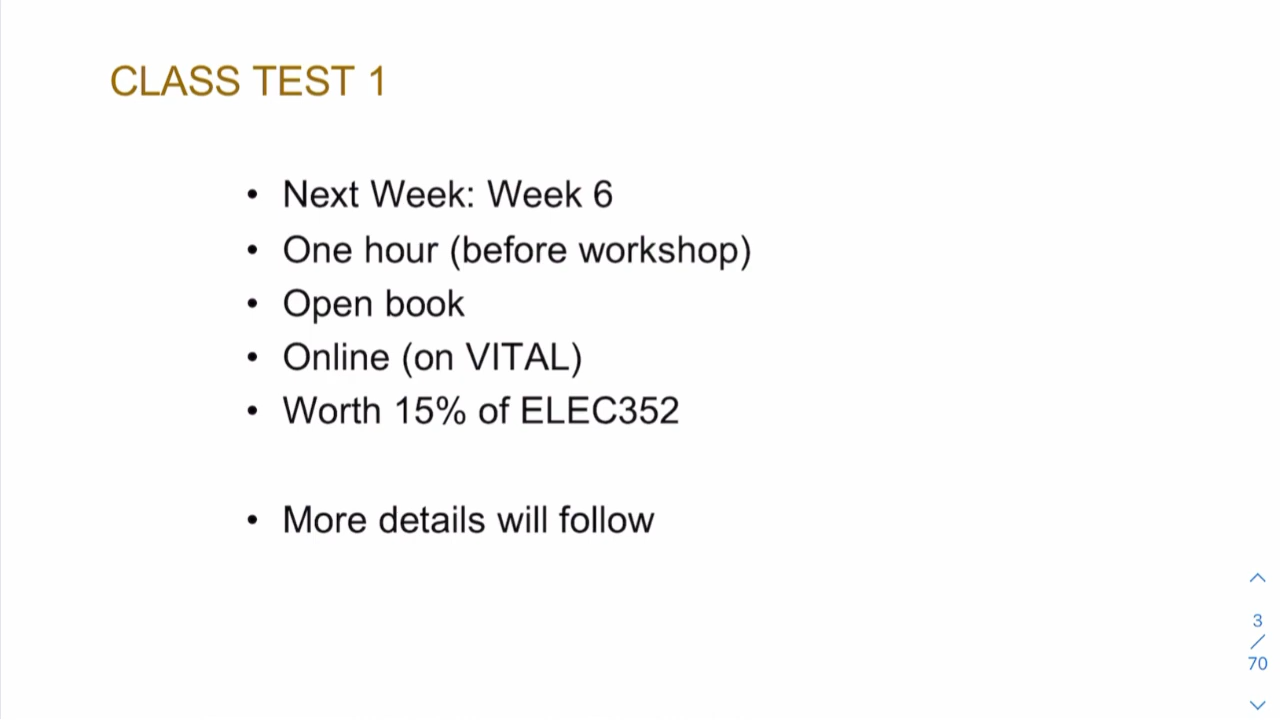 CLASS TEST 1
• Next Week: Week 6
• One hour (before workshop)
• Open book
• Online (on VITAL)
• Worth 15% of ELEC352
• More details will follow
3
/
70